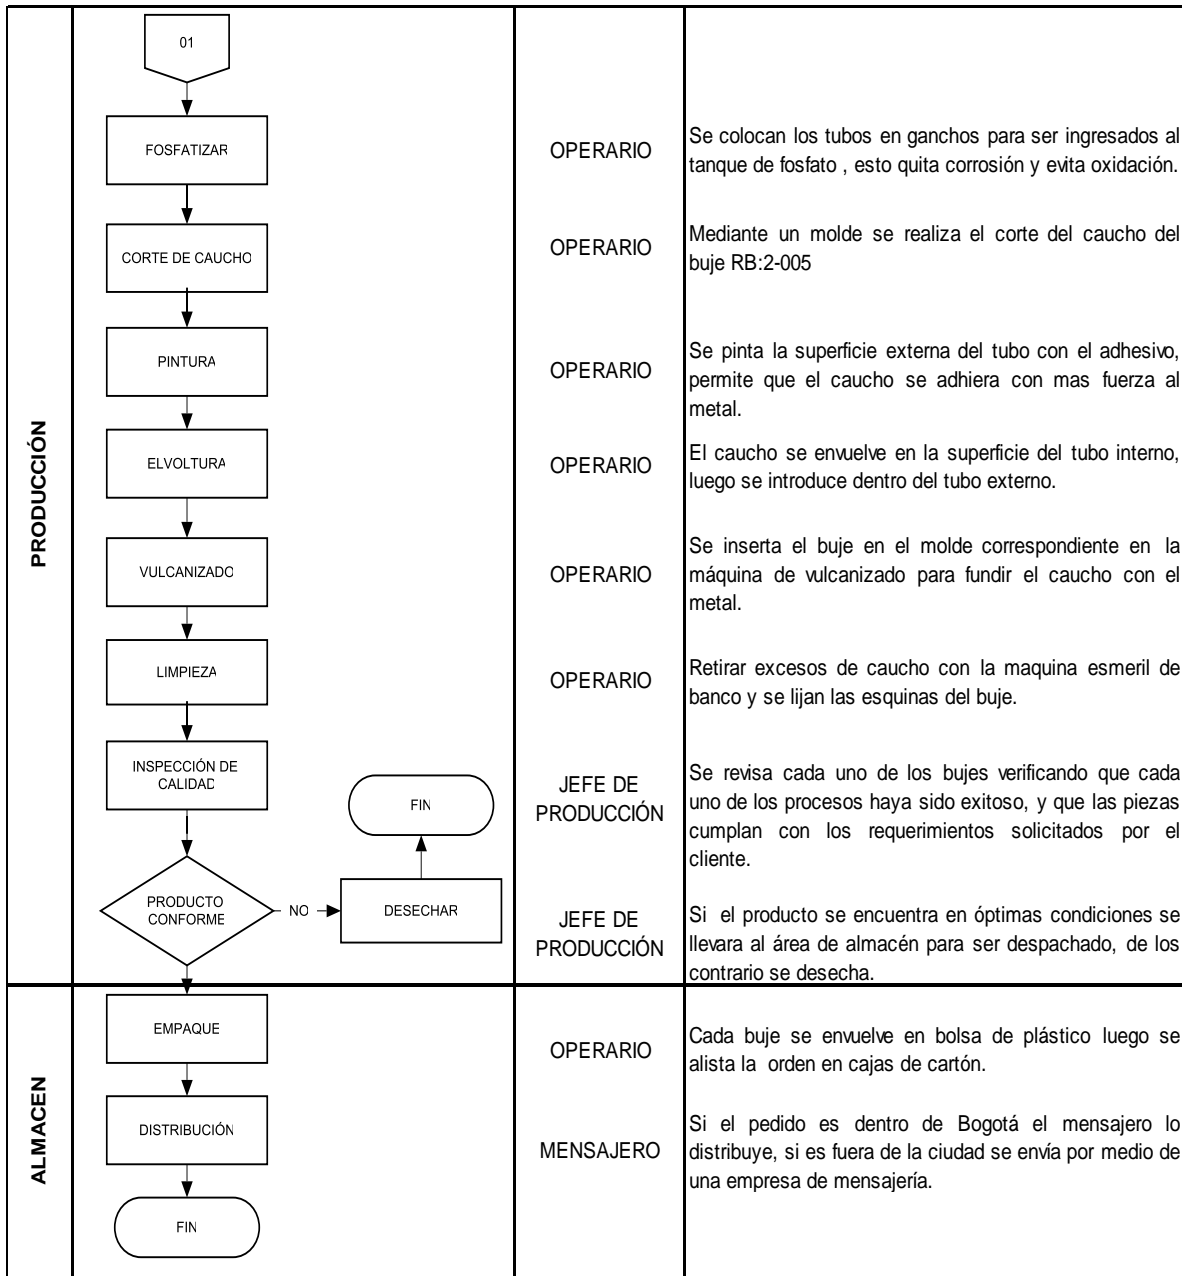 PRODUCCIÓN
01
FOSFATIZAR
OPERARIO
Se colocan los tubos en ganchos para ser ingresados al
tanque de fosfato , esto quita corrosión y evita oxidación.
CORTE DE CAUCHO
OPERARIO
Mediante un molde se realiza el corte del caucho del
buje RB:2-005
PINTURA
OPERARIO
Se pinta la superficie externa del tubo con el adhesivo,
permite que el caucho se adhiera con mas fuerza al
metal.
ELVOLTURA
OPERARIO
El caucho se envuelve en la superficie del tubo interno,
luego se introduce dentro del tubo externo.
VULCANIZADO
OPERARIO
Se inserta el buje en el molde correspondiente en la
máquina de vulcanizado para fundir el caucho con el
metal.
LIMPIEZA
OPERARIO
Retirar excesos de caucho con la maquina esmeril de
banco y se lijan las esquinas del buje.
INSPECCIÓN DE
CALIDAD
FIN
JEFE DE
PRODUCCIÓN
Se revisa cada uno de los bujes verificando que cada
uno de los procesos haya sido exitoso, y que las piezas
cumplan con los requerimientos solicitados por el
cliente.
PRODUCTO
CONFORME
NO
DESECHAR
JEFE DE
PRODUCCIÓN
Si el producto se encuentra en óptimas condiciones se
llevara al área de almacén para ser despachado, de los
contrario se desecha.
ALMACEN
EMPAQUE
OPERARIO
Cada buje se envuelve en bolsa de plástico luego se
alista la orden en cajas de cartón.
DISTRIBUCIÓN
MENSAJERO
Si el pedido es dentro de Bogotá el mensajero lo
distribuye, si es fuera de la ciudad se envía por medio de
una empresa de mensajería.
FIN